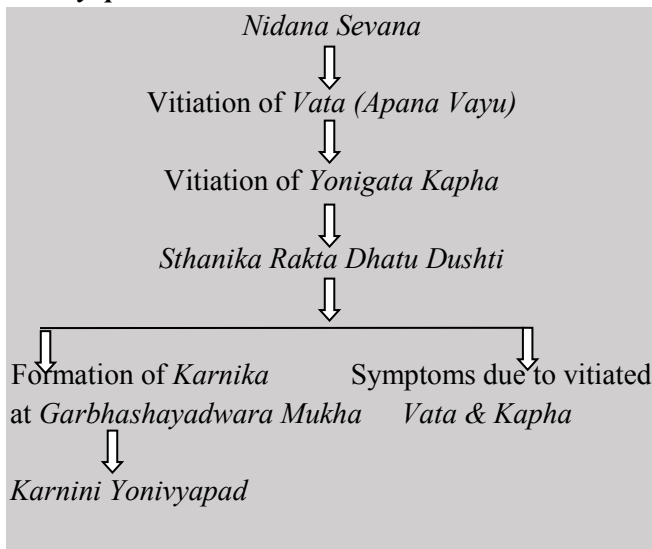 Nidana Sevana
Vitiation of Vata (Apana Vayu)
Vitiation of Yonigata Kapha
Sthanika Rakta Dhatu Dushti
Formation of Karnika
at Garbhashayadwara Mukha
Symptoms due to vitiated
Vata & Kapha
Karnini Yonivyapad